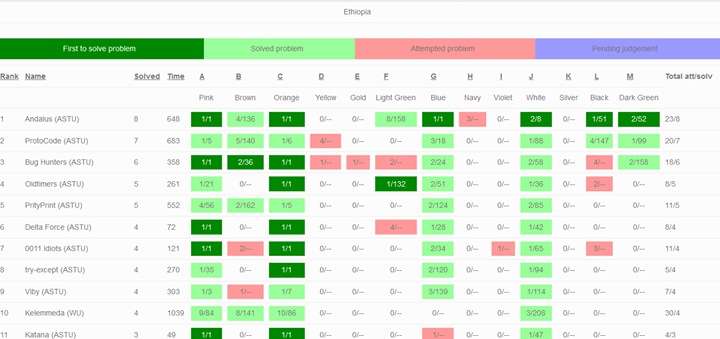 Ethiopia
First to solve problem Solved problem Attempted problem Pending judgement
Rank Name Solved Time A B C D E F G H I J K L M Total att/solv
Pink Brown Orange Yellow Gold Light Green Blue Navy Violet White Silver Black Dark Green
1 Andalus (ASTU) 8 648 1/1 4/136 1/1 0/-- 0/-- 8/158 1/1 3/-- 0/-- 2/8 0/-- 1/51 2/52 23/8
2 ProtoCode (ASTU) 7 683 1/5 5/140 1/6 4/-- 0/-- 0/-- 3/18 0/-- 0/-- 1/88 0/-- 4/147 1/99 20/7
3 Bug Hunters (ASTU) 6 358 1/1 2/36 1/1 1/-- 1/-- 2/-- 2/24 0/-- 0/-- 2/58 0/-- 4/-- 2/158 18/6
4 Oldtimers (ASTU) 5 261 1/21 0/-- 1/1 0/-- 0/-- 1/132 2/51 0/-- 0/-- 1/36 0/-- 2/-- 0/-- 8/5
5 PrityPrint (ASTU) 5 552 4/56 2/162 1/5 0/-- 0/-- 0/-- 2/124 0/-- 0/-- 2/85 0/-- 0/-- 0/-- 11/5
6 Delta Force (ASTU) 4 72 1/1 0/-- 1/1 0/-- 0/-- 4/-- 1/28 0/-- 0/-- 1/42 0/-- 0/-- 0/-- 8/4
7 0011 idiots (ASTU) 4 121 1/1 2/-- 1/1 0/-- 0/-- 0/-- 2/34 0/-- 1/-- 1/65 0/-- 3/-- 0/-- 11/4
8 try-except (ASTU) 4 270 1/35 0/-- 1/1 0/-- 0/-- 0/-- 2/120 0/-- 0/-- 1/94 0/-- 0/-- 0/-- 5/4
9 Viby (ASTU) 4 303 1/3 1/-- 1/7 0/-- 0/-- 0/-- 3/139 0/-- 0/-- 1/114 0/-- 0/-- 0/-- 7/4
10 Kelemmeda (WU) 4 1039 9/84 8/141 10/86 0/-- 0/-- 0/-- 0/-- 0/-- 0/-- 3/208 0/-- 0/-- 0/-- 30/4
11 Katana (ASTU) 3 49 1/1 0/-- 1/1 0/-- 0/-- 0/-- 1/-- 0/-- 0/-- 1/47 0/-- 0/-- 0/-- 4/3